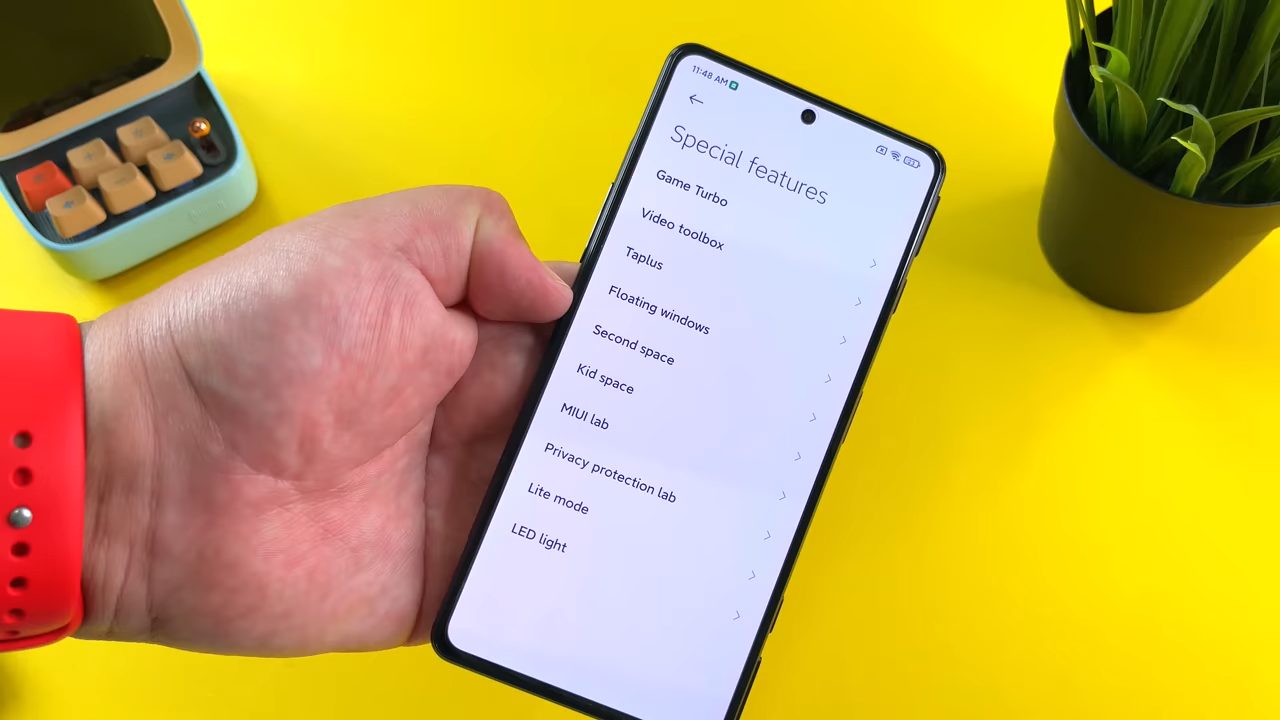 11:48 AM
Special features
Game Turbo
Video toolbox
Taplus
Floating windows
Second space
Kid space
MIUI lab
Privacy protection lab
Lite mode
LED light